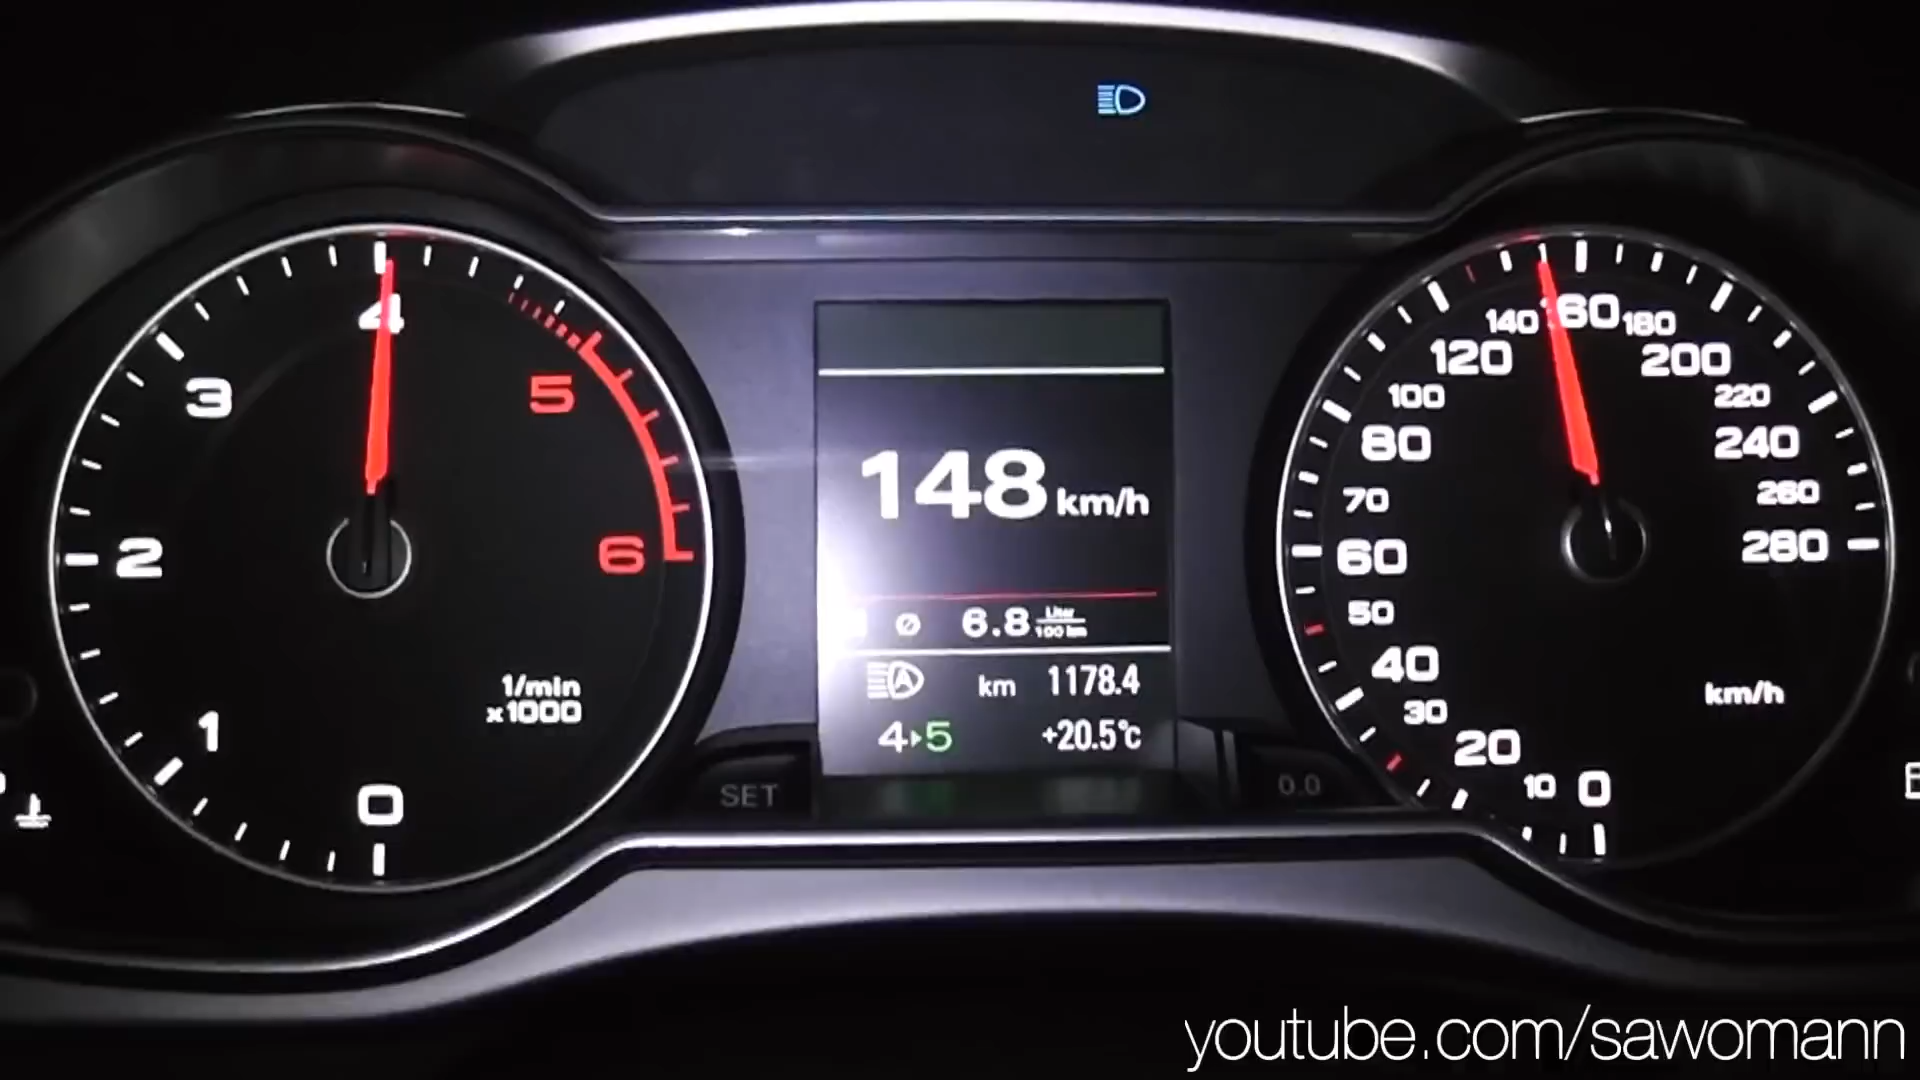 4
3
5
2
6
1
0
1/min
x1000
148 km/h
6.8 Liter
100 km
A
km 1178.4
4 5 +20.5°C
SET
0.0
140 160 180
120 200
100 220
80 240
70 260
60 280
50
40
30
20
10 0
km/h
youtube.com/sawomann